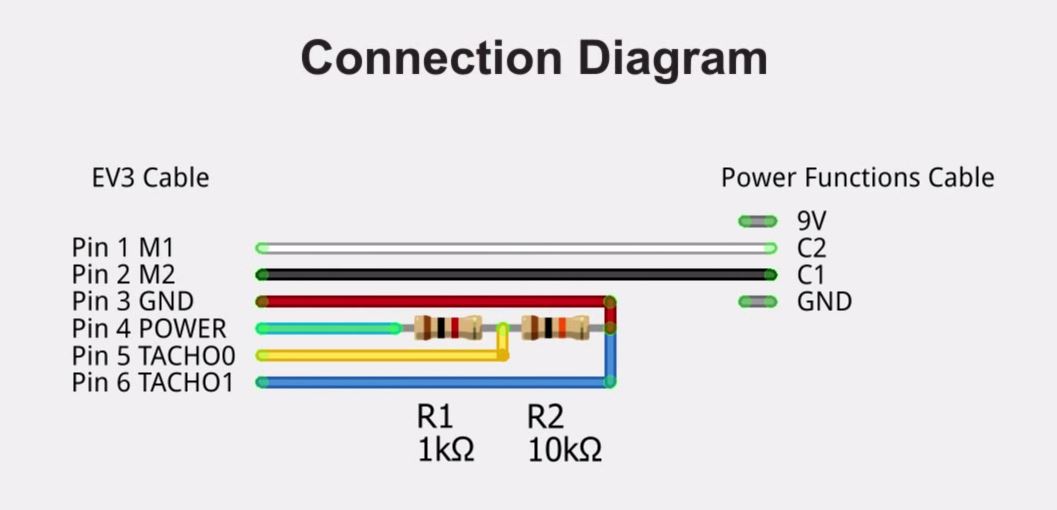 Connection Diagram
EV3 Cable
Power Functions Cable
9V
Pin 1 M1
C2
Pin 2 M2
C1
Pin 3 GND
GND
Pin 4 POWER
Pin 5 TACHO0
Pin 6 TACHO1
R1
R2
1kΩ
10kΩ